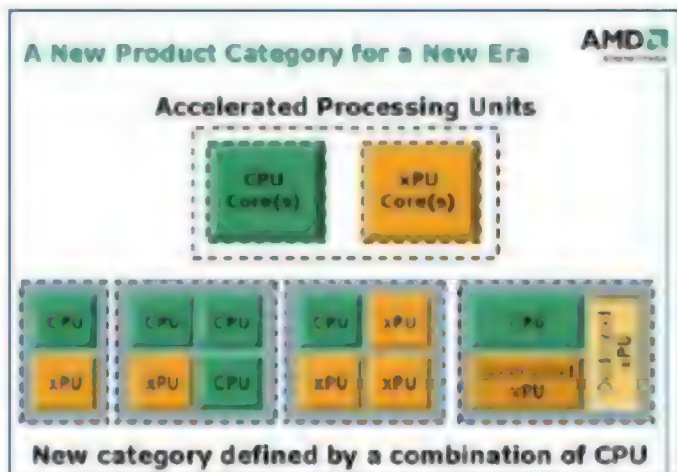 A New Product Category for a New Era
AMD
Accelerated Processing Units
CPU
Core(s)
xPU
Core(s)
CPU
xPU
CPU CPU
xPU CPU
CPU xPU
xPU xPU
CPU
xPU
xPU
New category defined by a combination of CPU